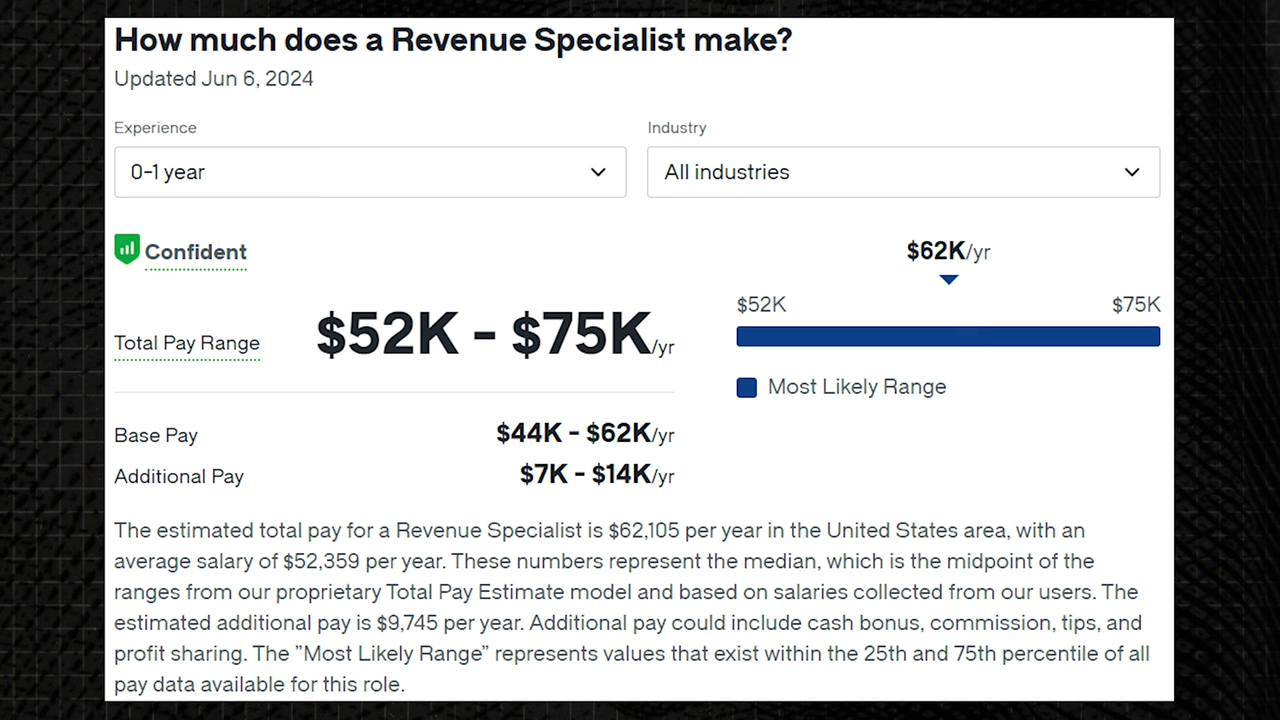 How much does a Revenue Specialist make?
Updated Jun 6, 2024
Experience
Industry
0-1 year
All industries
Confident
$62K/yr
$52K
$75K
Total Pay Range
$52K - $75K/yr
Most Likely Range
Base Pay
$44K - $62K/yr
Additional Pay
$7K - $14K/yr
The estimated total pay for a Revenue Specialist is $62,105 per year in the United States area, with an
average salary of $52,359 per year. These numbers represent the median, which is the midpoint of the
ranges from our proprietary Total Pay Estimate model and based on salaries collected from our users. The
estimated additional pay is $9,745 per year. Additional pay could include cash bonus, commission, tips, and
profit sharing. The ”Most Likely Range” represents values that exist within the 25th and 75th percentile of all
pay data available for this role.